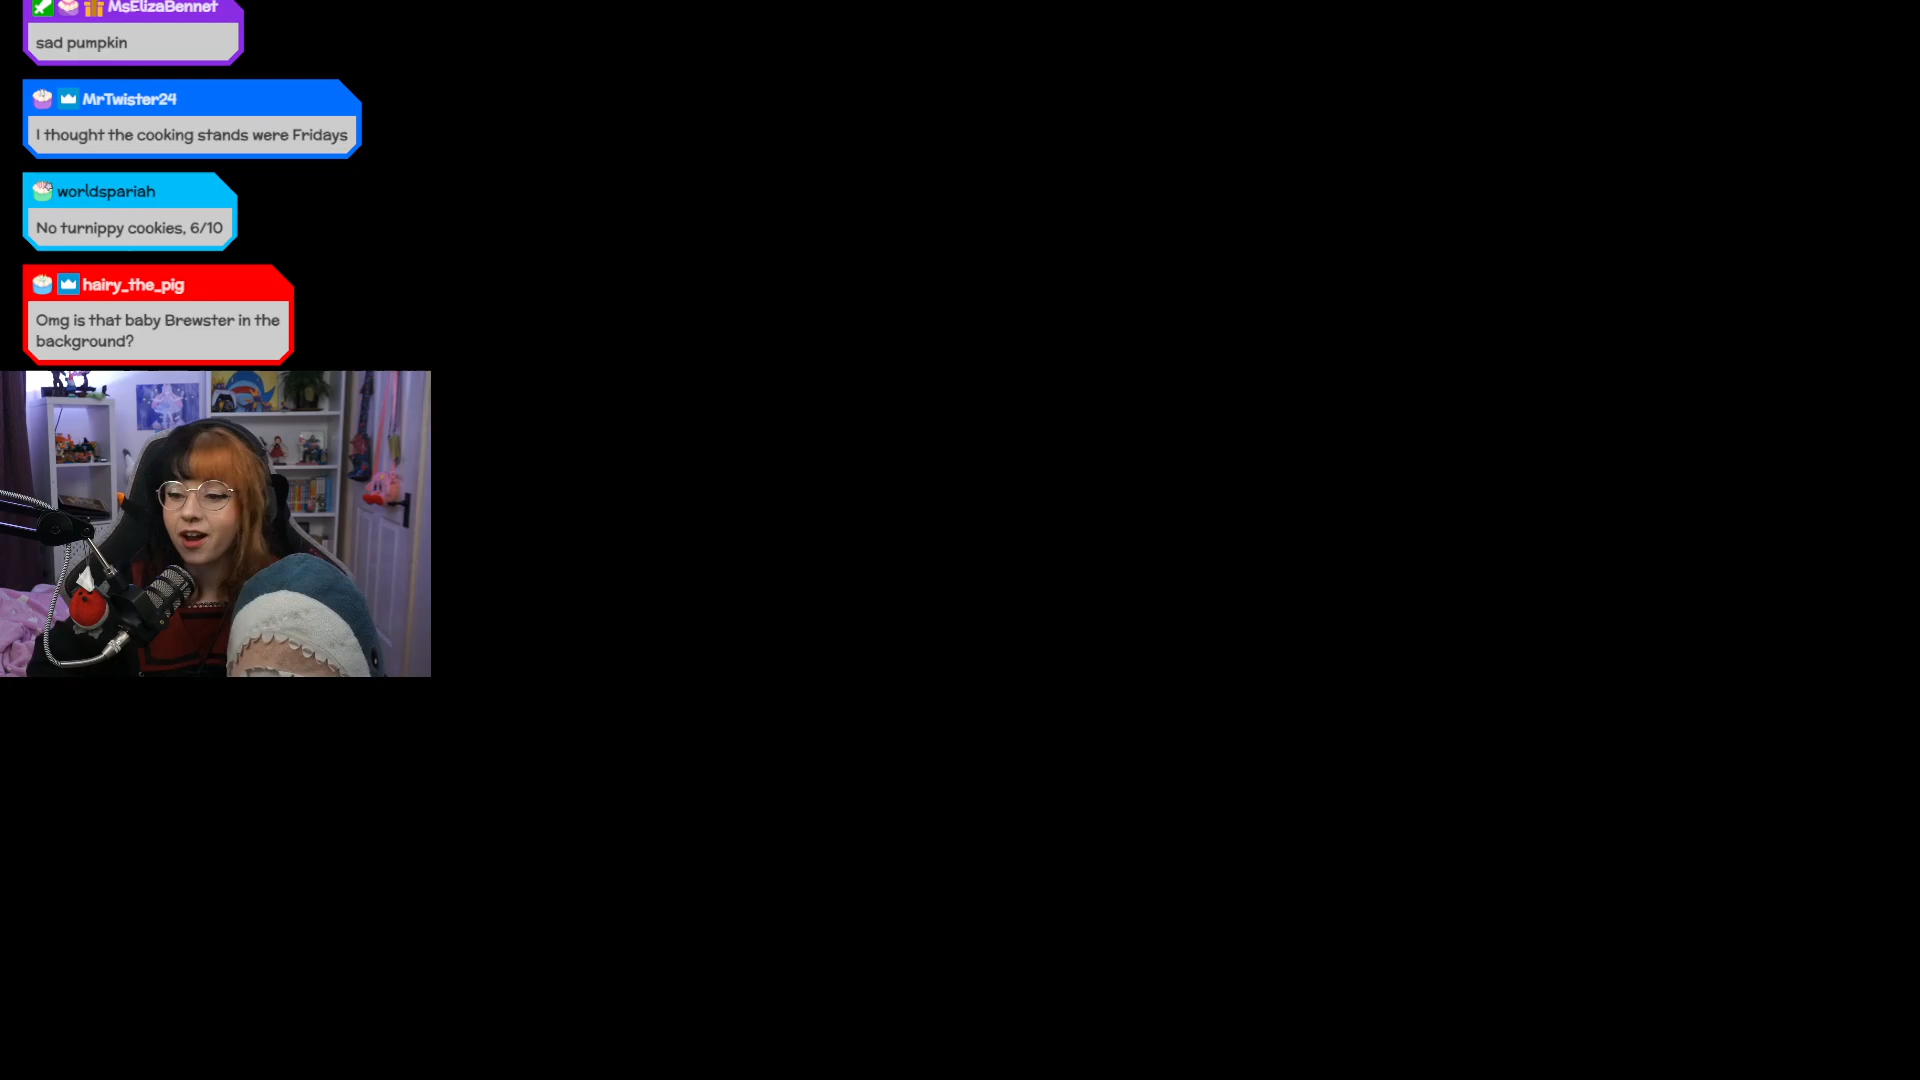 MsElizaBennet
sad pumpkin
MrTwister24
I thought the cooking stands were Fridays
worldspariah
No turnippy cookies, 6/10
hairy_the_pig
Omg is that baby Brewster in the
background?